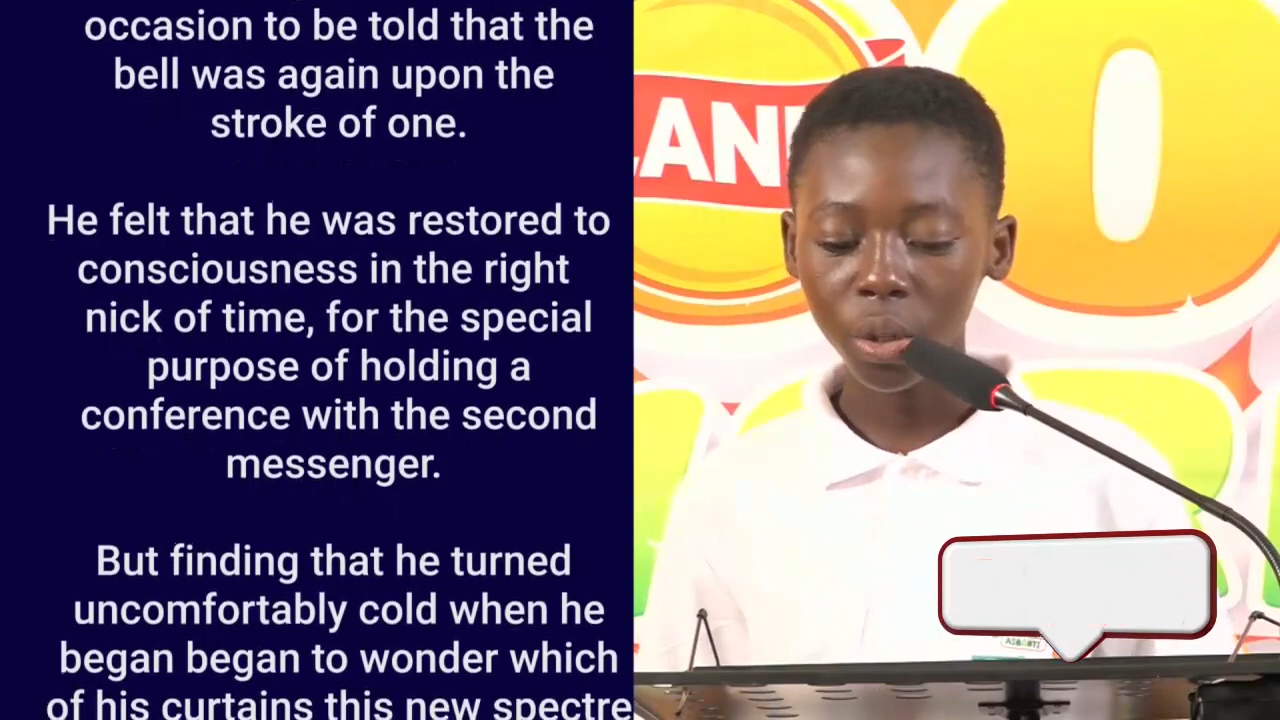 occasion to be told that the
bell was again upon the
stroke of one.
He felt that he was restored to
consciousness in the right
nick of time, for the special
purpose of holding a
conference with the second
messenger.
But finding that he turned
uncomfortably cold when he
began began to wonder which
of his curtains this new spectre
LAN
O
ASHANTI